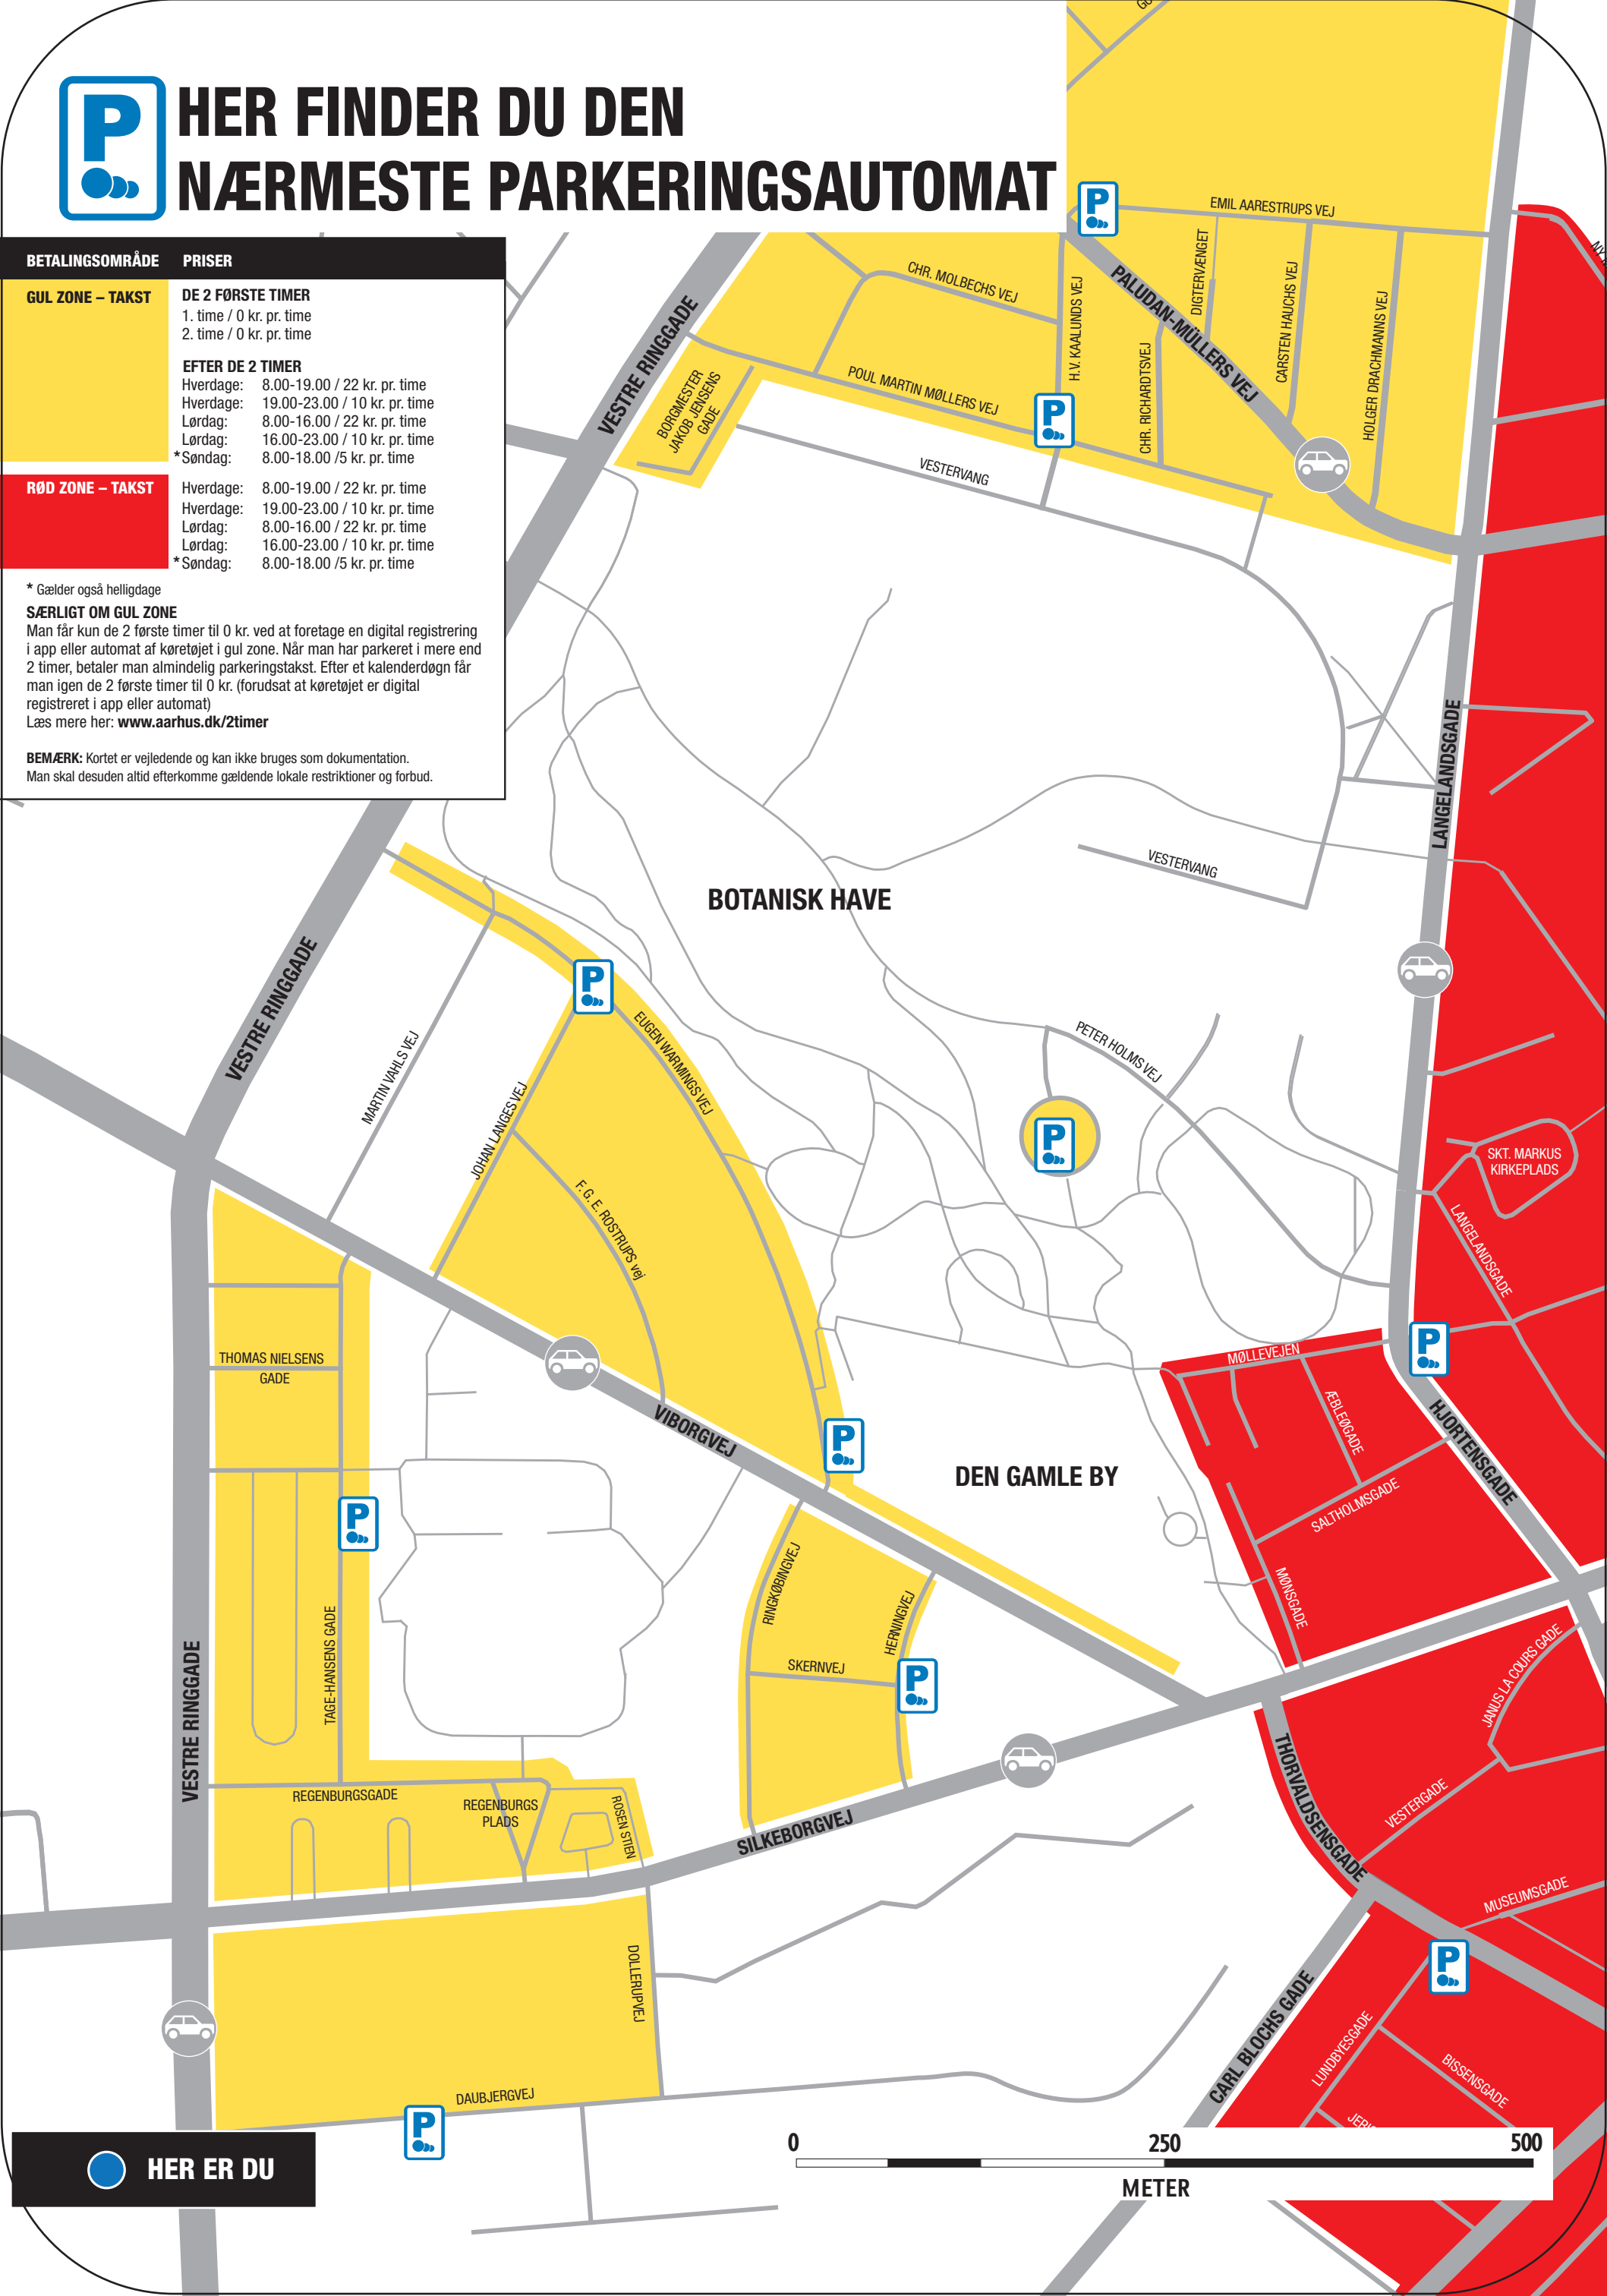 HER FINDER DU DEN
NÆRMESTE PARKERINGSAUTOMAT
P
BETALINGSOMRÅDE PRISER
GUL ZONE – TAKST
DE 2 FØRSTE TIMER
1. time / 0 kr. pr. time
2. time / 0 kr. pr. time
EFTER DE 2 TIMER
Hverdage: 8.00-19.00 / 22 kr. pr. time
Hverdage: 19.00-23.00 / 10 kr. pr. time
Lørdag: 8.00-16.00 / 22 kr. pr. time
Lørdag: 16.00-23.00 / 10 kr. pr. time
*Søndag: 8.00-18.00 /5 kr. pr. time
RØD ZONE – TAKST
Hverdage: 8.00-19.00 / 22 kr. pr. time
Hverdage: 19.00-23.00 / 10 kr. pr. time
Lørdag: 8.00-16.00 / 22 kr. pr. time
Lørdag: 16.00-23.00 / 10 kr. pr. time
*Søndag: 8.00-18.00 /5 kr. pr. time
* Gælder også helligdage
SÆRLIGT OM GUL ZONE
Man får kun de 2 første timer til 0 kr. ved at foretage en digital registrering
i app eller automat af køretøjet i gul zone. Når man har parkeret i mere end
2 timer, betaler man almindelig parkeringstakst. Efter et kalenderdøgn får
man igen de 2 første timer til 0 kr. (forudsat at køretøjet er digital
registreret i app eller automat)
Læs mere her: www.aarhus.dk/2timer
BEMÆRK: Kortet er vejledende og kan ikke bruges som dokumentation.
Man skal desuden altid efterkomme gældende lokale restriktioner og forbud.
P
EMIL AARESTRUPS VEJ
DIGTERVÆNGET
PALUDAN-MÜLLERS VEJ
CARSTEN HAUCHS VEJ
HOLGER DRACHMANNS VEJ
CHR. MOLBECHS VEJ
H.V. KAALUNDS VEJ
CHR. RICHARDTSVEJ
VESTRE RINGGADE
BORGMESTER
JAKOB JENSENS
GADE
POUL MARTIN MØLLERS VEJ
P
VESTERVANG
LANGELANDSGADE
VESTERVANG
BOTANISK HAVE
VESTRE RINGGADE
P
EUGEN WARMINGS VEJ
MARTIN VAHLS VEJ
JOHAN LANGES VEJ
F. G. E. ROSTRUPS vej
PETER HOLMS VEJ
P
SKT. MARKUS
KIRKEPLADS
LANGELANDSGADE
P
MØLLEVEJEN
ÆBLEØGADE
HJORTENSGADE
SALTHOLMSGADE
MØNSGADE
THOMAS NIELSENS
GADE
VIBORGVEJ
P
DEN GAMLE BY
P
TAGE-HANSENS GADE
VESTRE RINGGADE
RINGKØBINGVEJ
HERNINGVEJ
SKERNVEJ
P
JANUS LA COURS GADE
THORVALDSENSGADE
VESTERGADE
MUSEUMSGADE
REGENBURGSGADE
REGENBURGS
PLADS
ROSEN STIEN
SILKEBORGVEJ
DOLLERUPVEJ
DAUBJERGVEJ
P
CARL BLOCHS GADE
P
LUNDBYESGADE
BISSENSGADE
HER ER DU
0 250 500
METER